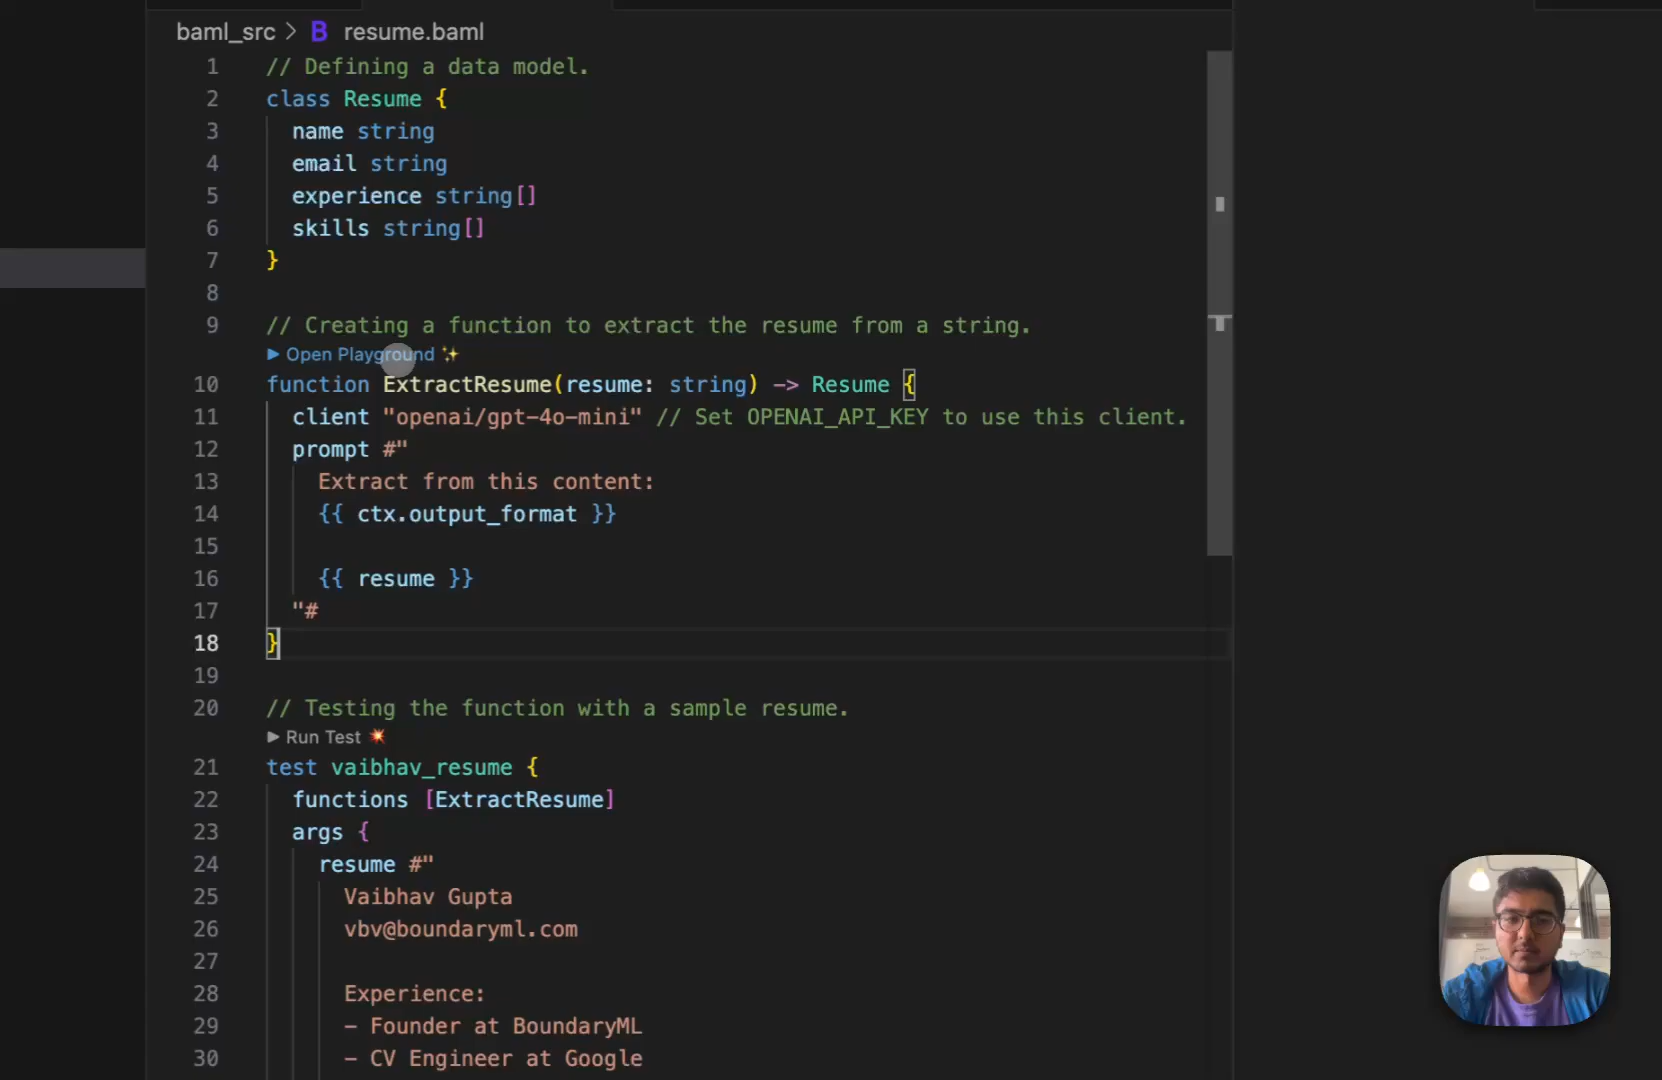 baml_src > B resume.baml
1 // Defining a data model.
2 class Resume {
3 name string
4 email string
5 experience string[]
6 skills string[]
7 }
8
9 // Creating a function to extract the resume from a string.
▶ Open Playground ✨
10 function ExtractResume(resume: string) -> Resume {
11 client "openai/gpt-4o-mini" // Set OPENAI_API_KEY to use this client.
12 prompt #"
13 Extract from this content:
14 {{ ctx.output_format }}
15
16 {{ resume }}
17 "#
18 }
19
20 // Testing the function with a sample resume.
▶ Run Test 💥
21 test vaibhav_resume {
22 functions [ExtractResume]
23 args {
24 resume #"
25 Vaibhav Gupta
26 vbv@boundaryml.com
27
28 Experience:
29 - Founder at BoundaryML
30 - CV Engineer at Google